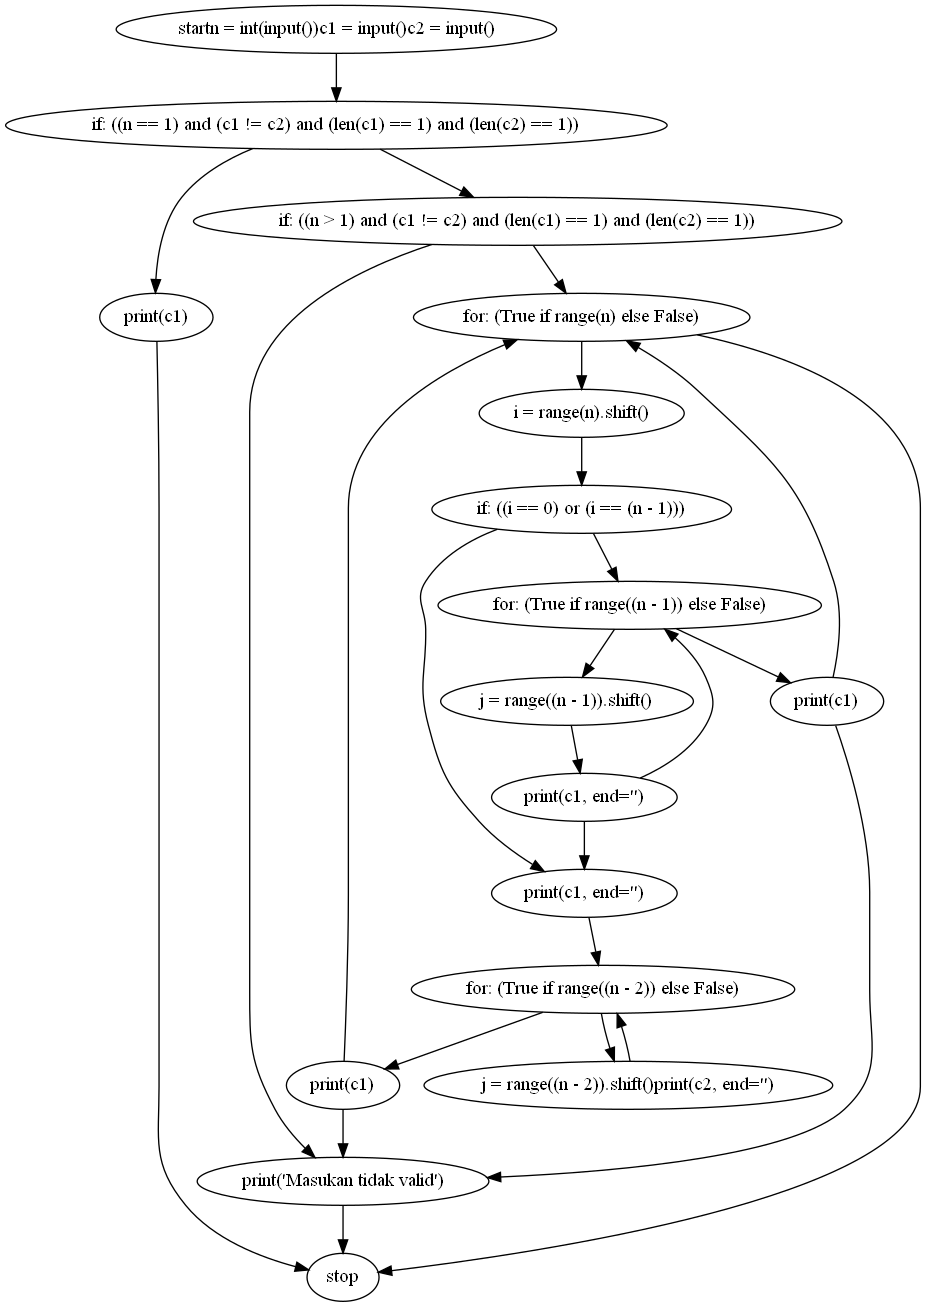 startn = int(input())c1 = input()c2 = input()
if: ((n == 1) and (c1 != c2) and (len(c1) == 1) and (len(c2) == 1))
if: ((n > 1) and (c1 != c2) and (len(c1) == 1) and (len(c2) == 1))
print(c1)
for: (True if range(n) else False)
i = range(n).shift()
if: ((i == 0) or (i == (n - 1)))
for: (True if range((n - 1)) else False)
j = range((n - 1)).shift()
print(c1)
print(c1, end='')
print(c1, end='')
for: (True if range((n - 2)) else False)
print(c1)
j = range((n - 2)).shift()print(c2, end='')
print('Masukan tidak valid')
stop